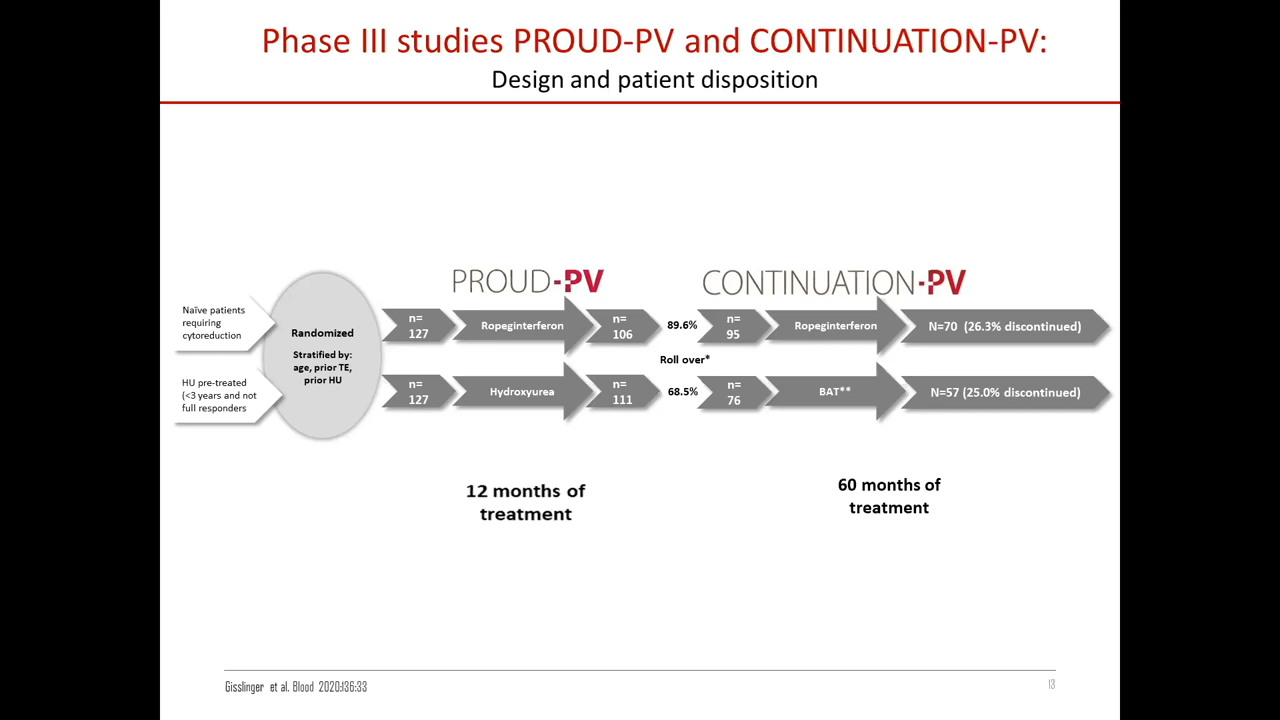 Phase III studies PROUD-PV and CONTINUATION-PV:
Design and patient disposition
PROUD-PV
CONTINUATION-PV
Naïve patients
requiring
cytoreduction
HU pre-treated
(<3 years and not
full responders
Randomized
Stratified by:
age, prior TE,
prior HU
n=
127
Ropeginterferon
n=
106
89.6%
n=
95
Ropeginterferon
N=70 (26.3% discontinued)
Roll over*
n=
127
Hydroxyurea
n=
111
68.5%
n=
76
BAT**
N=57 (25.0% discontinued)
12 months of
treatment
60 months of
treatment
Gisslinger et al. Blood 2020;136:33
13